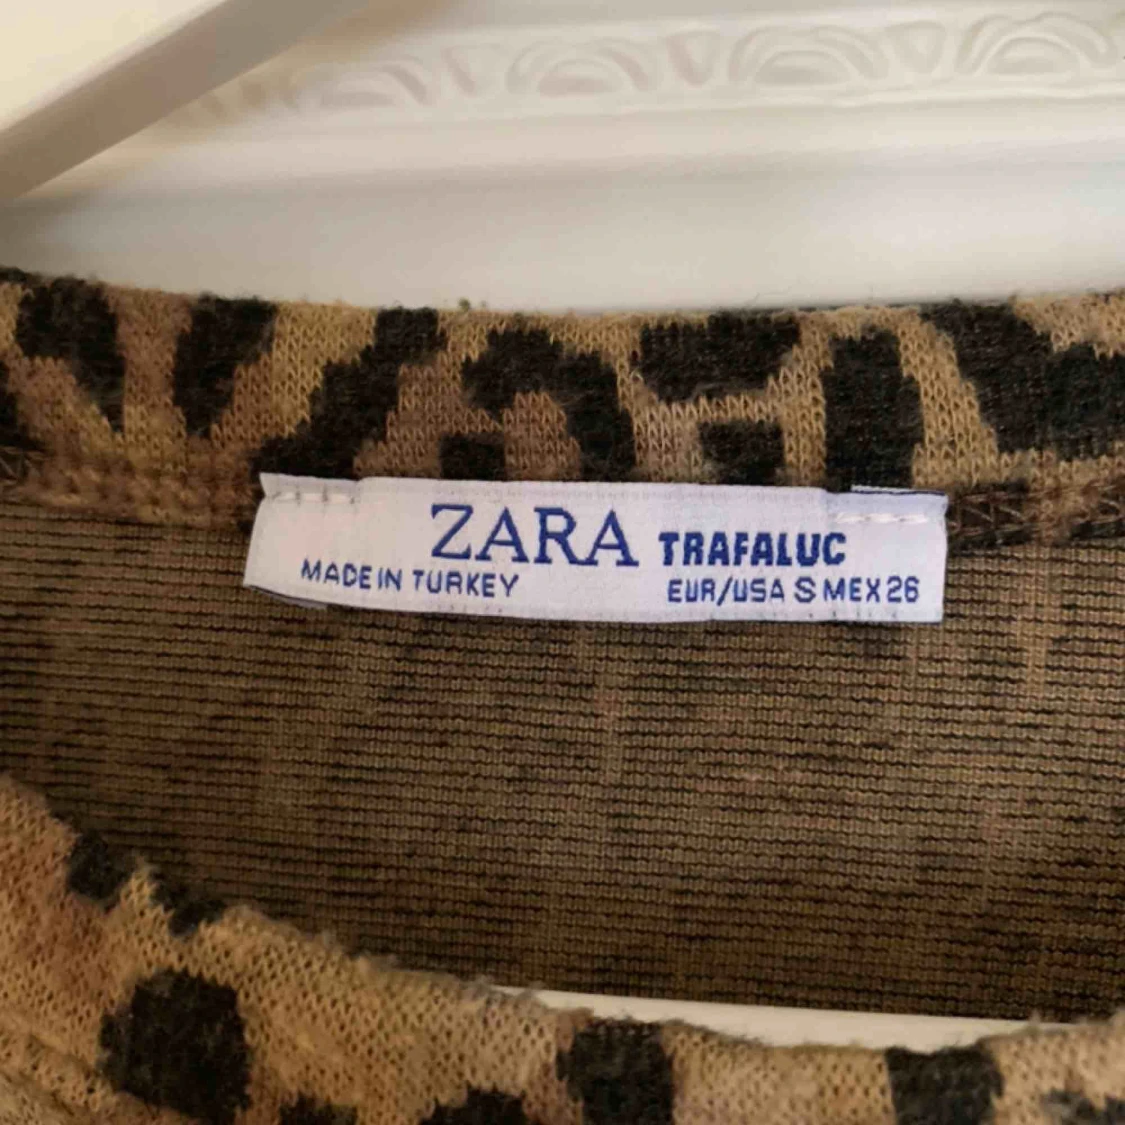 ZARA TRAFALUC
MADE IN TURKEY EUR/USA S MEX 26